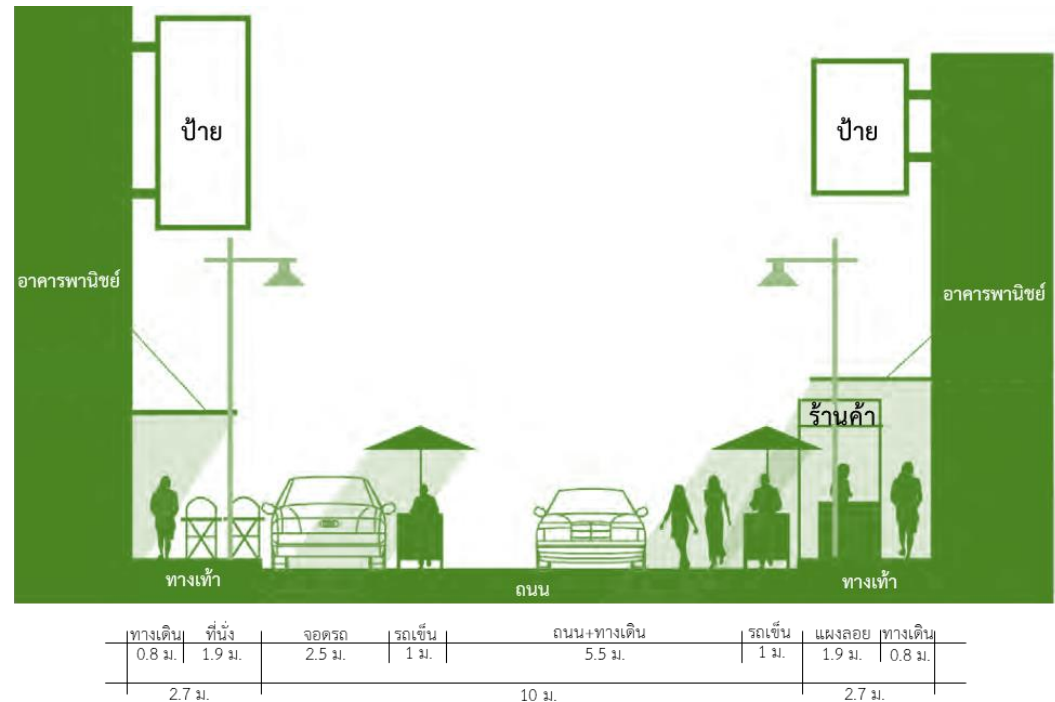 ป้าย
ป้าย
อาคารพานิชย์
อาคารพานิชย์
ร้านค้า
ทางเท้า
ถนน
ทางเท้า
ทางเดิน ที่นั่ง จอดรถ รถเข็น ถนน+ทางเดิน รถเข็น แผงลอย ทางเดิน
0.8 ม. 1.9 ม. 2.5 ม. 1 ม. 5.5 ม. 1 ม. 1.9 ม. 0.8 ม.
2.7 ม. 10 ม. 2.7 ม.